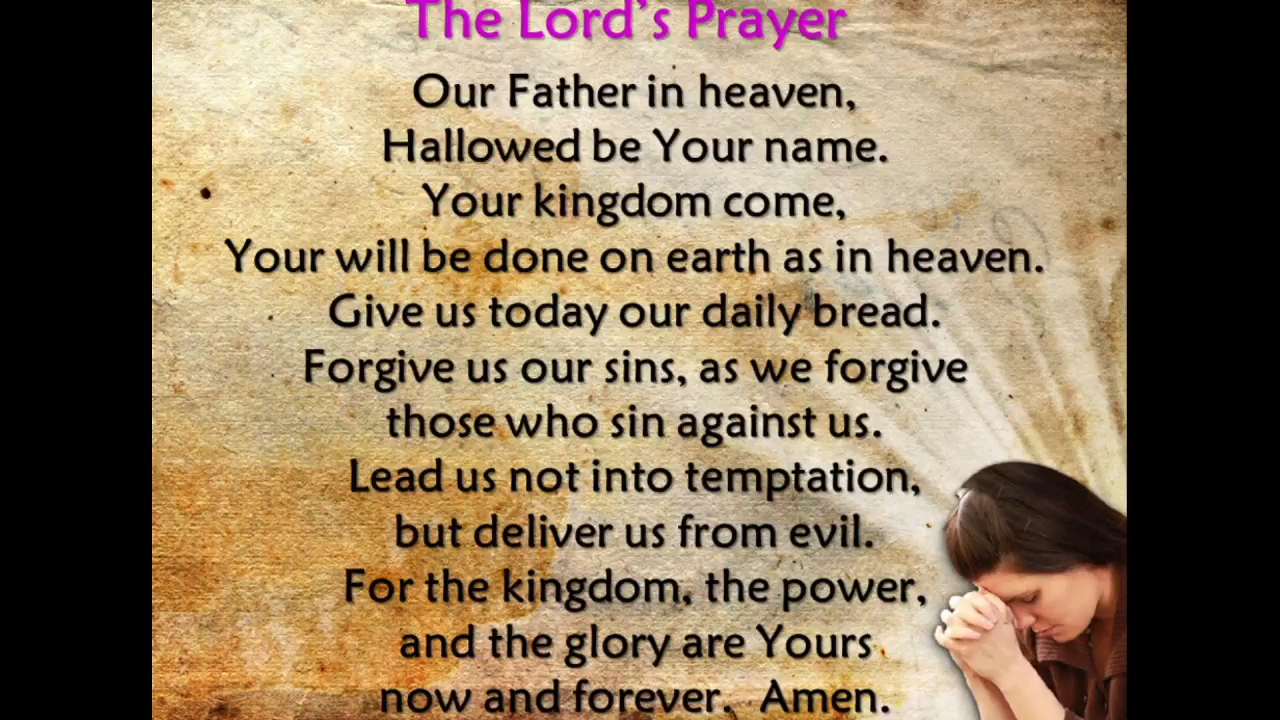 The Lord's Prayer
Our Father in heaven,
Hallowed be Your name.
Your kingdom come,
Your will be done on earth as in heaven.
Give us today our daily bread.
Forgive us our sins, as we forgive
those who sin against us.
Lead us not into temptation,
but deliver us from evil.
For the kingdom, the power,
and the glory are Yours
now and forever.  Amen.